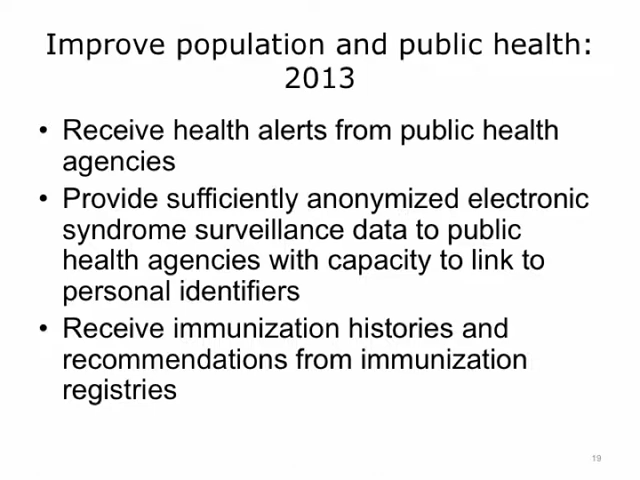 Improve population and public health:
2013
• Receive health alerts from public health
agencies
• Provide sufficiently anonymized electronic
syndrome surveillance data to public
health agencies with capacity to link to
personal identifiers
• Receive immunization histories and
recommendations from immunization
registries
19